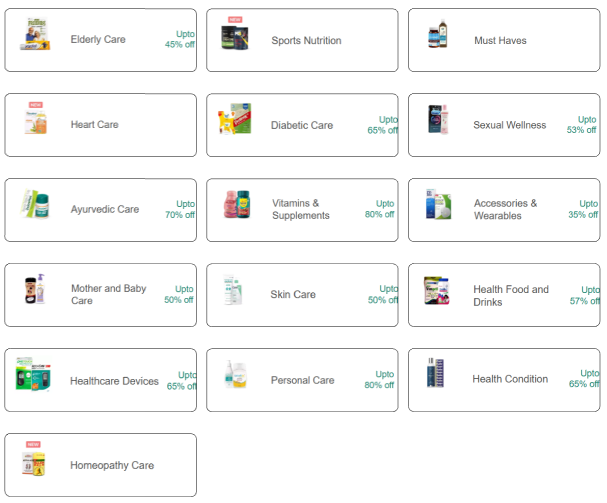 Elderly Care
Upto
45% off
NEW
Sports Nutrition
Must Haves
NEW
Heart Care
Diabetic Care
Upto
65% off
Sexual Wellness
Upto
53% off
Ayurvedic Care
Upto
70% off
Vitamins &
Supplements
Upto
80% off
Accessories &
Wearables
Upto
35% off
Mother and Baby
Care
Upto
50% off
Skin Care
Upto
50% off
Health Food and
Drinks
Upto
57% off
Healthcare Devices
Upto
65% off
Personal Care
Upto
80% off
Health Condition
Upto
65% off
NEW
Homeopathy Care